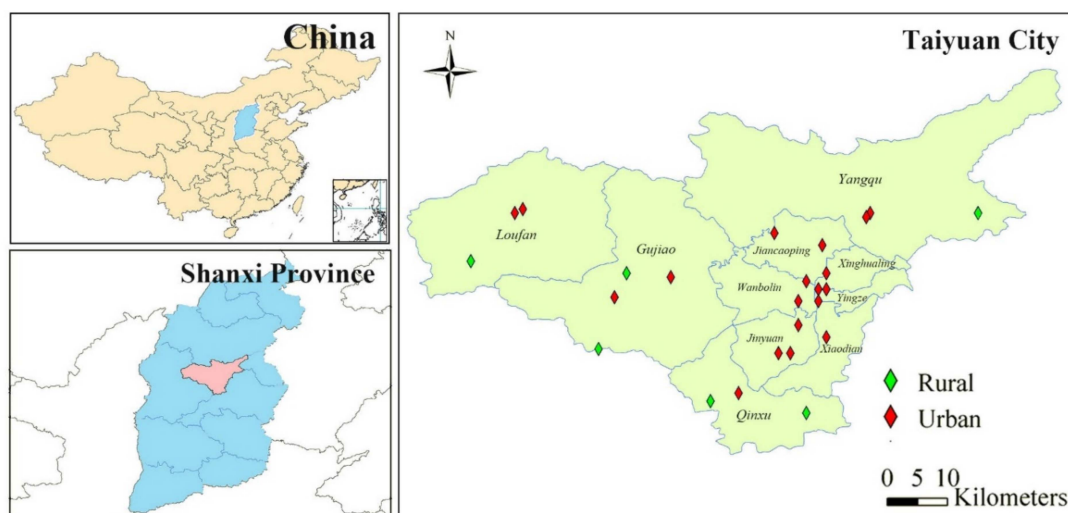 China
Shanxi Province
Taiyuan City
N
Yangqu
Loufan
Gujiao
Jiancaoping
Xinghualing
Wanbolin
Yingze
Jinyuan
Xiaodian
Qinxu
Rural
Urban
0 5 10
Kilometers